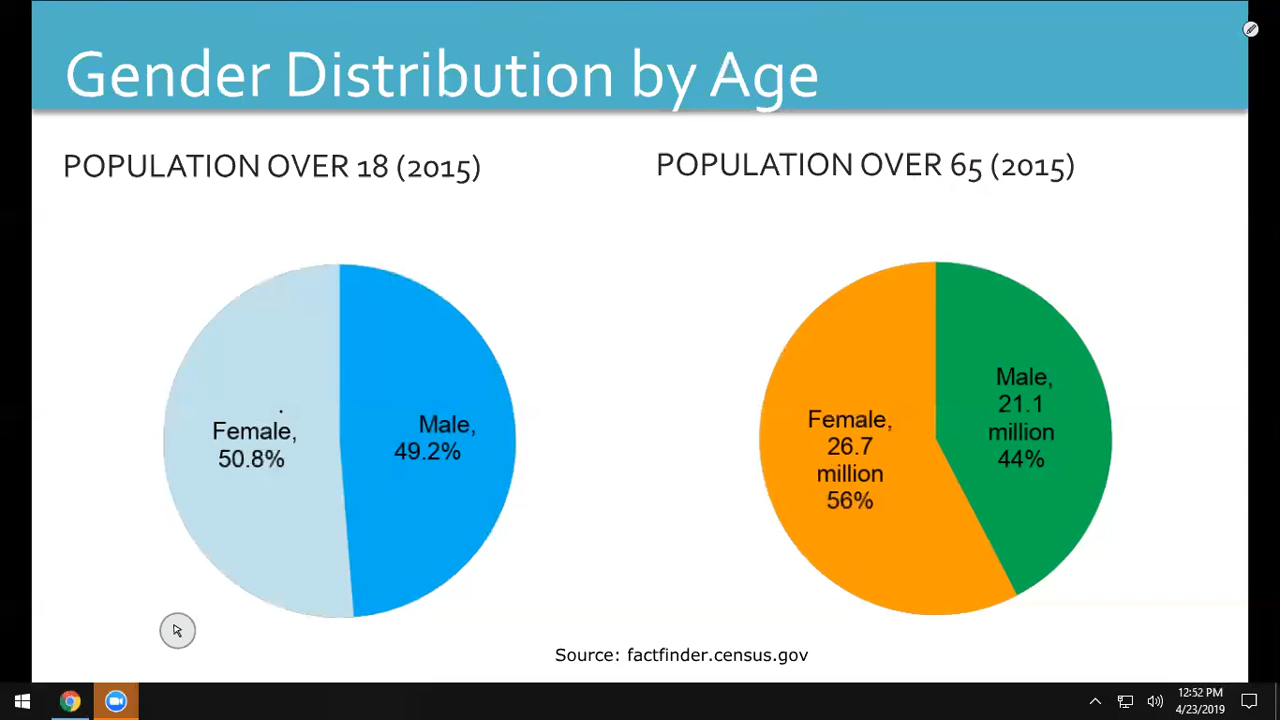 Gender Distribution by Age
POPULATION OVER 18 (2015)
POPULATION OVER 65 (2015)
Female,
50.8%
Male,
49.2%
Female,
26.7
million
56%
Male,
21.1
million
44%
Source: factfinder.census.gov
12:52 PM
4/23/2019